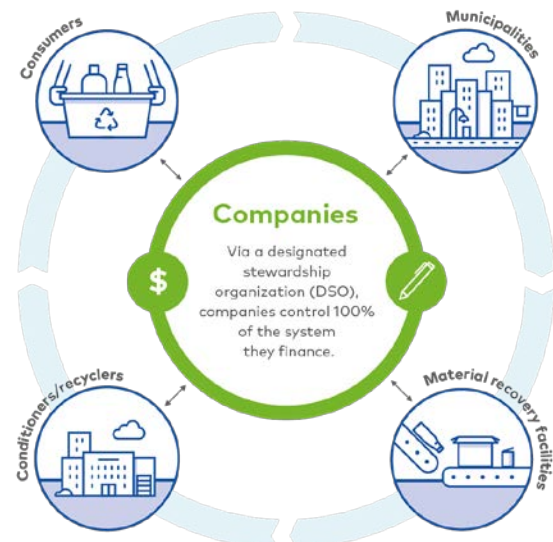 Consumers
Municipalities
Companies
Via a designated
stewardship
organization (DSO),
companies control 100%
of the system
they finance.
$
Conditioners/recyclers
Material recovery facilities